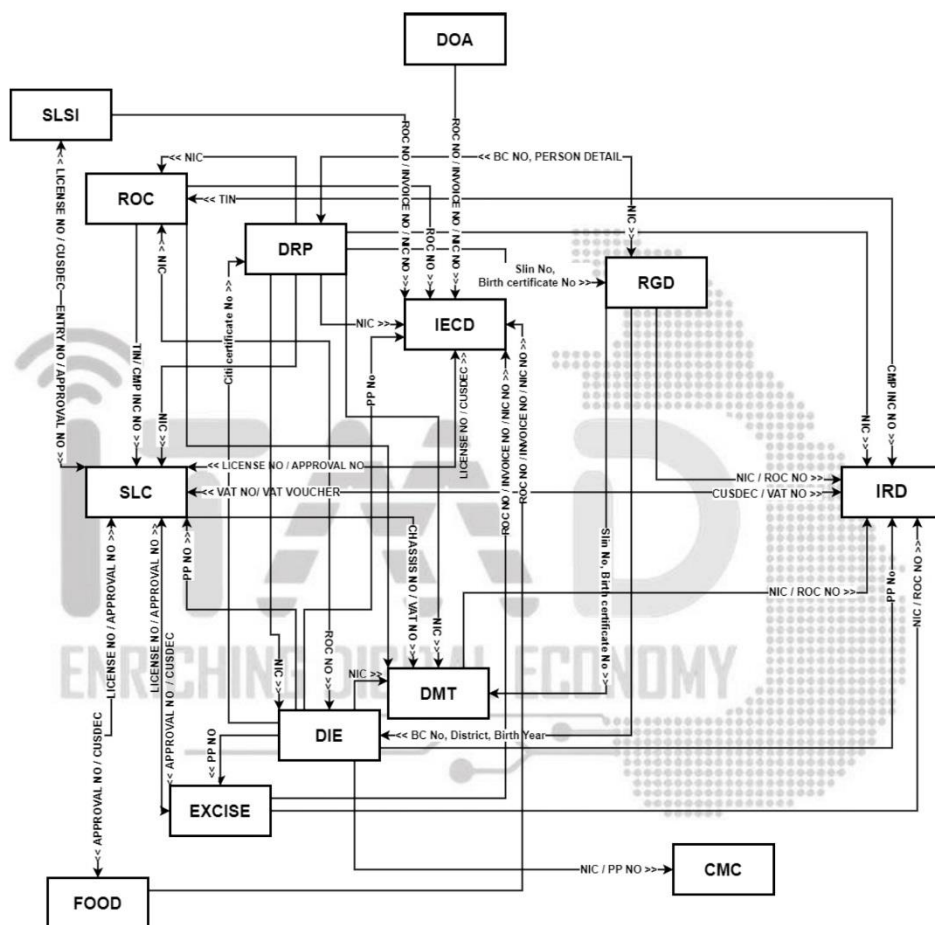 DOA
SLSI
<< NIC
<< BC NO, PERSON DETAIL
ROC
<< TIN
DRP
RGD
IECD
<< LICENSE NO / CUSDEC
ENTRY NO / APPROVAL NO >>
<< NIC
ROC NO / INVOICE NO / NIC NO >>
ROC NO >>
ROC NO / INVOICE NO / NIC NO >>
NIC >>
Slin No,
Birth certificate No >>
Citi certificate No <<
NIC >>
PP No
TIN/ CMP INC NO >>
NIC >>
LICENSE NO / CUSDEC >>
ROC NO / INVOICE NO / NIC NO <<
ROC NO / INVOICE NO / NIC NO <<
NIC >>
CMP INC NO >>
<< LICENSE NO / APPROVAL NO
SLC
<< VAT NO/ VAT VOUCHER
CUSDEC / VAT NO >>
NIC / ROC NO >>
IRD
<< PP NO
CHASSIS NO / VAT NO >>
NIC >>
Slin No, Birth certificate No >>
NIC / ROC NO >>
PP No
NIC / ROC NO <<
ITMD
ENRICHING DIGITAL ECONOMY
LICENSE NO / APPROVAL NO >>
LICENSE NO / APPROVAL NO >>
NIC >>
ROC NO >>
NIC >>
DMT
DIE
<< BC No, District, Birth Year
>> PP NO
<< APPROVAL NO / CUSDEC
EXCISE
< APPROVAL NO / CUSDEC
NIC / PP NO >>
CMC
FOOD